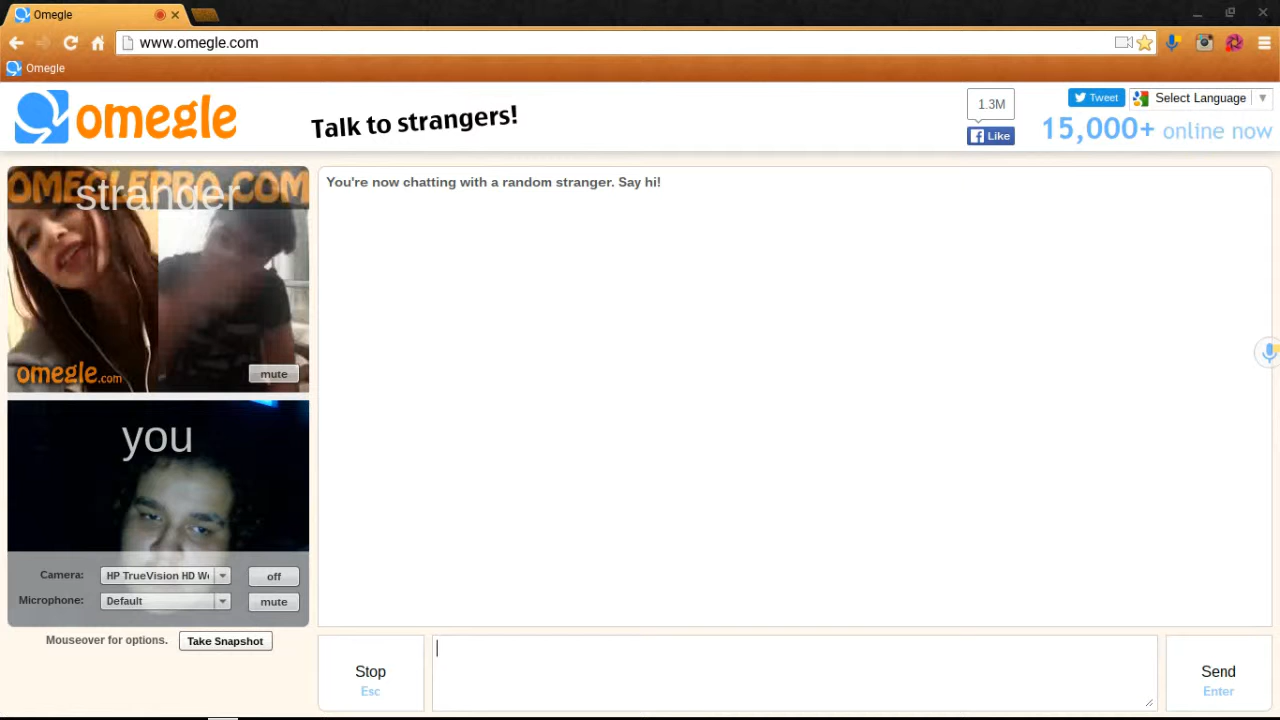 Omegle
www.omegle.com
Omegle
omegle
Talk to strangers!
1.3M
Like
Tweet
Select Language
15,000+ online now
OMEGLEPRO.COM
stranger
omegle.com
mute
You're now chatting with a random stranger. Say hi!
you
Camera:
HP TrueVision HD We
off
Microphone:
Default
mute
Mouseover for options.
Take Snapshot
Stop
Esc
Send
Enter